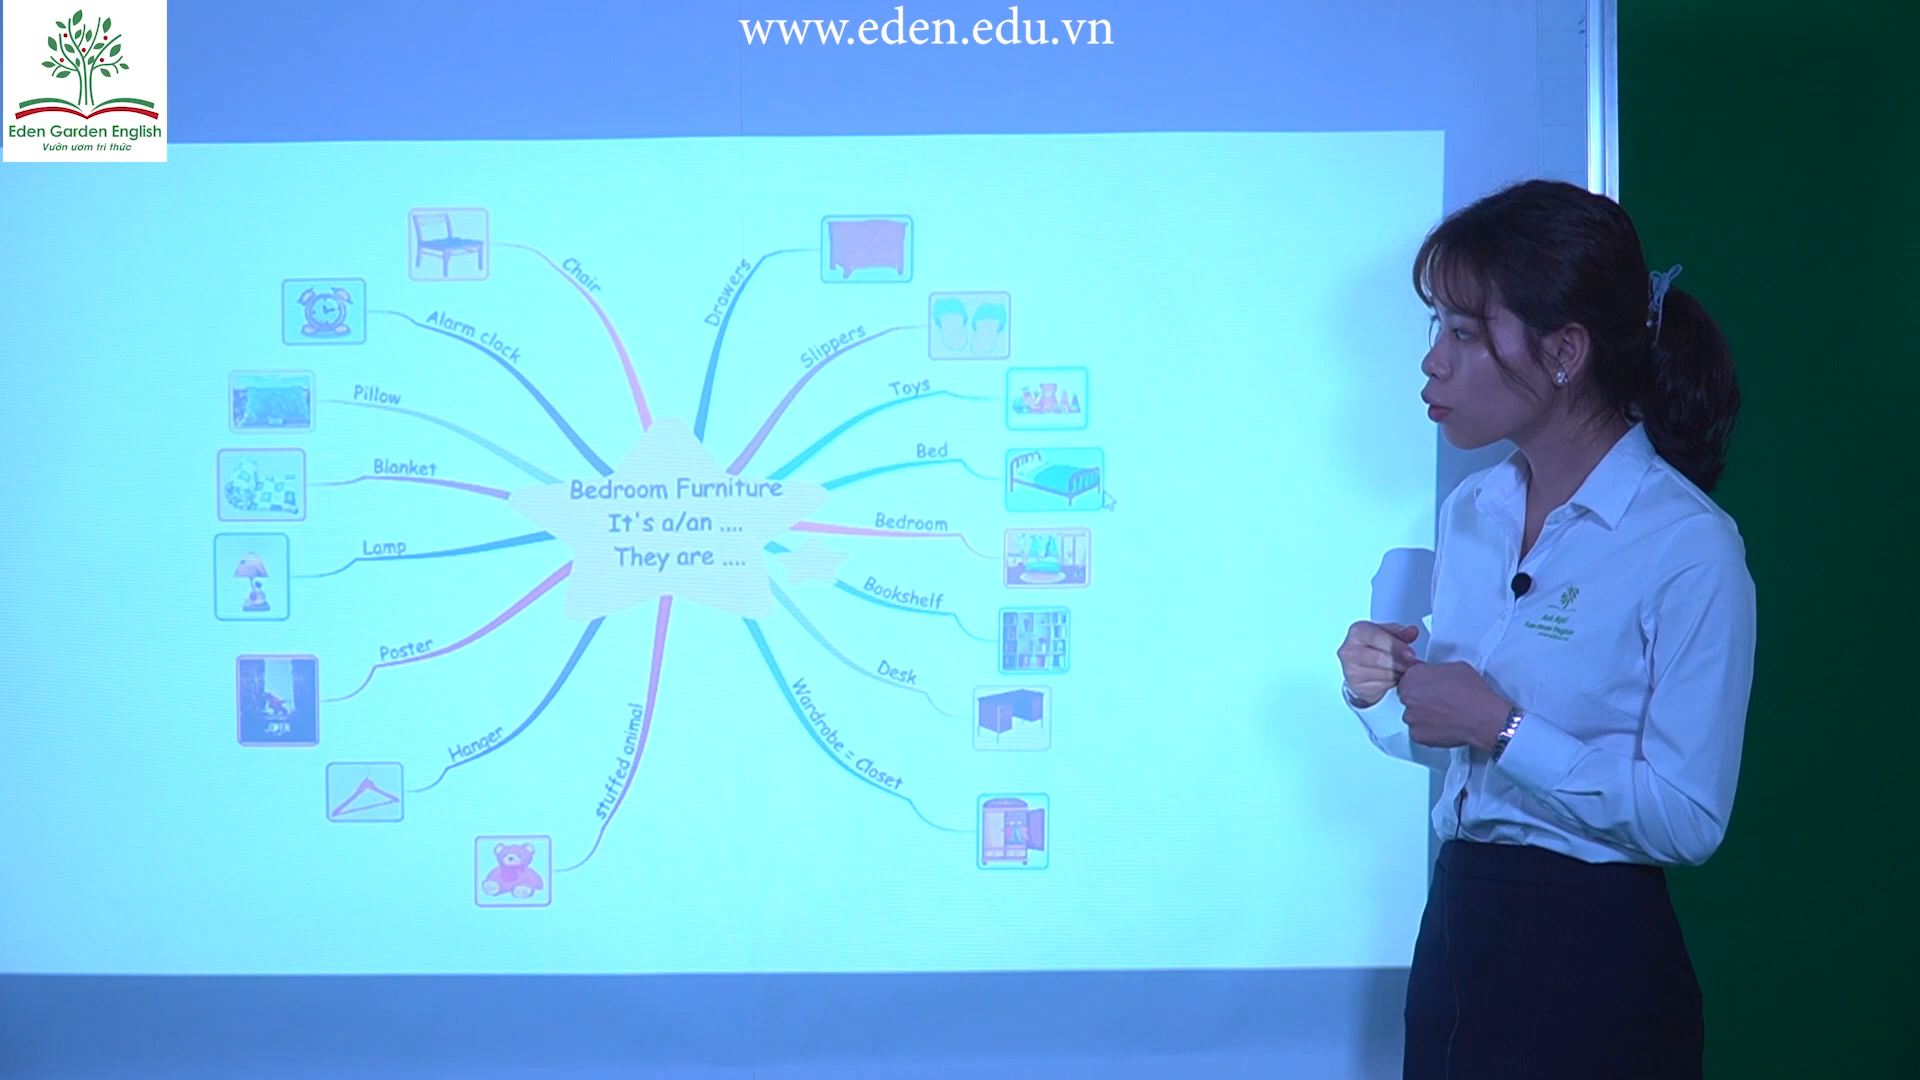 www.eden.edu.vn
Eden Garden English
Vườn ươm tri thức
Chair
Drawers
Alarm clock
Slippers
Pillow
Toys
Blanket
Bed
Bedroom Furniture
It's a/an ....
They are ....
Bedroom
Lamp
Bookshelf
Poster
Desk
Hanger
stuffed animal
Wardrobe = Closet